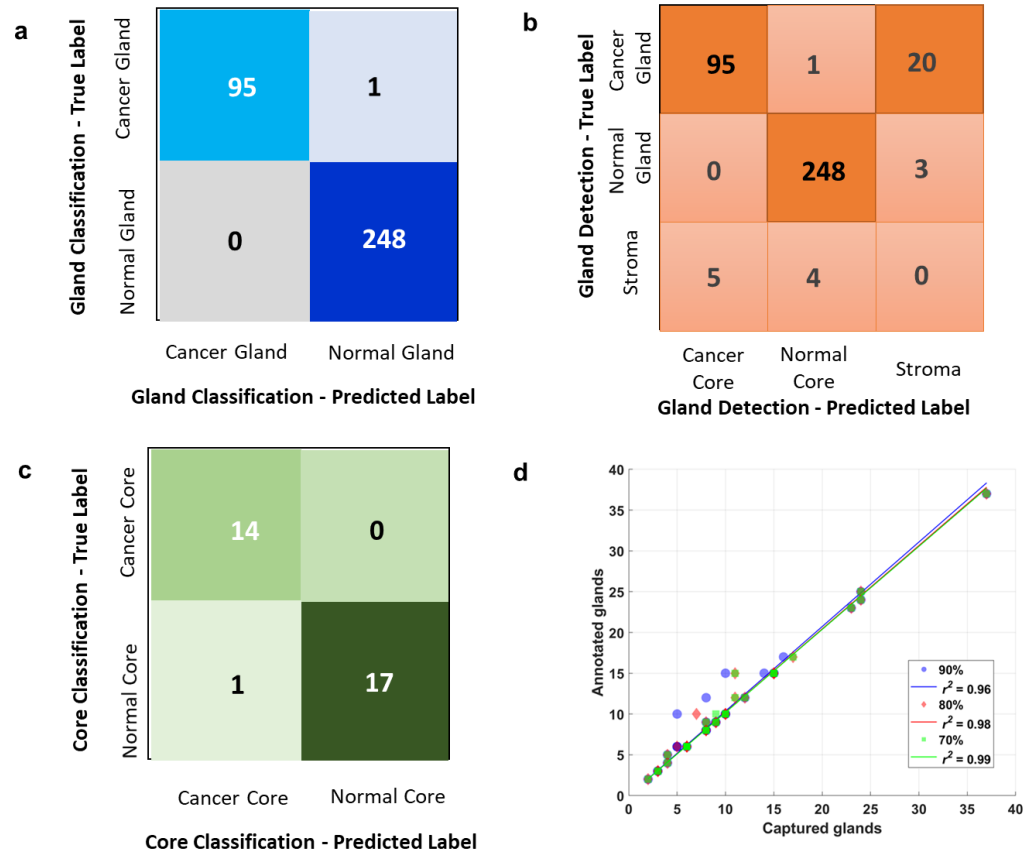 a
Gland Classification - True Label
Cancer Gland
Normal Gland
95
1
0
248
Cancer Gland
Normal Gland
Gland Classification - Predicted Label
b
Gland Detection - True Label
Cancer
Gland
Normal
Gland
Stroma
95
1
20
0
248
3
5
4
0
Cancer
Core
Normal
Core
Stroma
Gland Detection - Predicted Label
c
Core Classification - True Label
Cancer Core
Normal Core
14
0
1
17
Cancer Core
Normal Core
Core Classification - Predicted Label
d
Annotated glands
40
35
30
25
20
15
10
5
0
0
5
10
15
20
25
30
35
40
Captured glands
90%
r² = 0.96
80%
r² = 0.98
70%
r² = 0.99